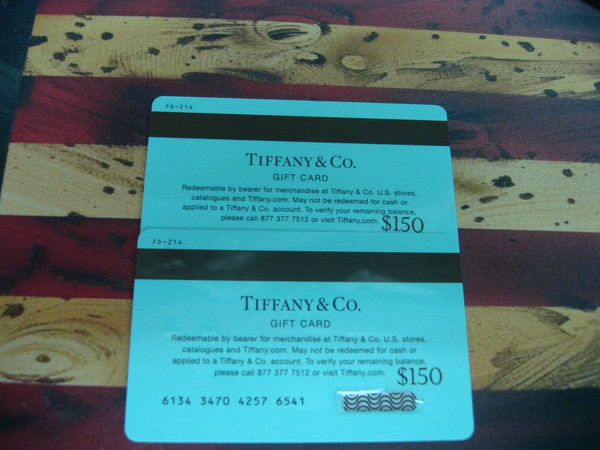 FD-214
TIFFANY & CO.
GIFT CARD
Redeemable by bearer for merchandise at Tiffany & Co. U.S. stores,
catalogues and Tiffany.com. May not be redeemed for cash or
applied to a Tiffany & Co. account. To verify your remaining balance,
please call 877 377 7512 or visit Tiffany.com. $150
FD-214
TIFFANY & CO.
GIFT CARD
Redeemable by bearer for merchandise at Tiffany & Co. U.S. stores,
catalogues and Tiffany.com. May not be redeemed for cash or
applied to a Tiffany & Co. account. To verify your remaining balance,
please call 877 377 7512 or visit Tiffany.com. $150
6134 3470 4257 6541